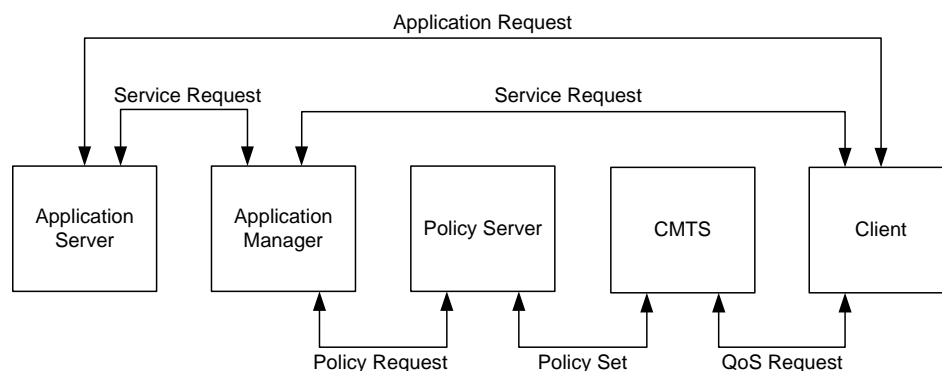 Application Request
Service Request
Service Request
Application
Server
Application
Manager
Policy Server
CMTS
Client
Policy Request
Policy Set
QoS Request